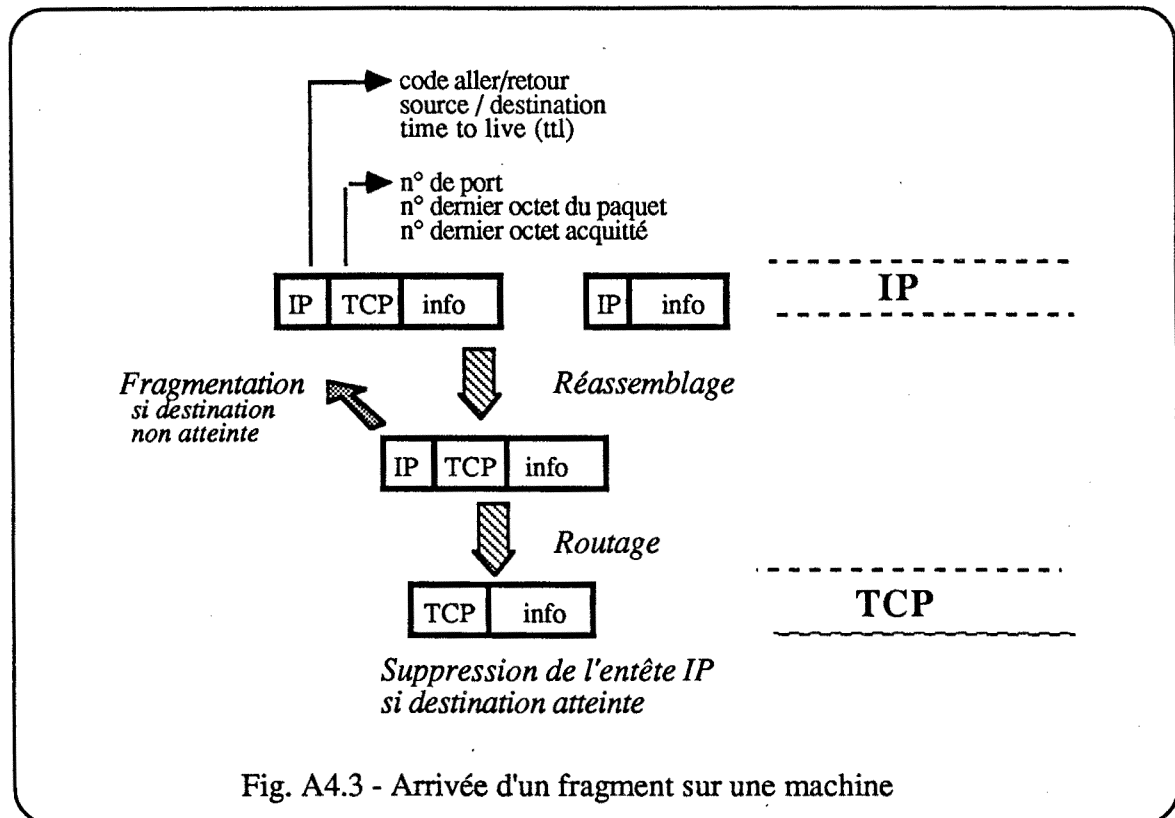 code aller/retour
source / destination
time to live (ttl)
n° de port
n° dernier octet du paquet
n° dernier octet acquitté
IP TCP info
IP info
IP
Fragmentation
si destination
non atteinte
Réassemblage
IP TCP info
Routage
TCP info
TCP
Suppression de l'entête IP
si destination atteinte
Fig. A4.3 - Arrivée d'un fragment sur une machine